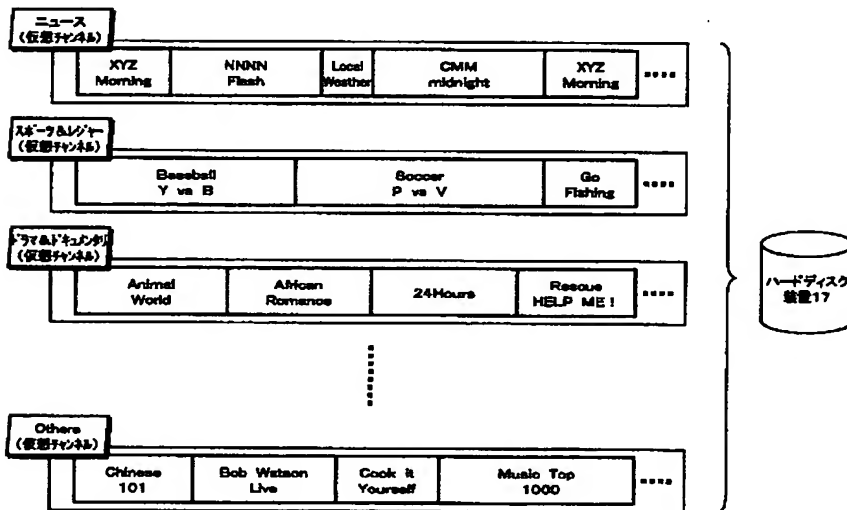 ニュース
(仮想チャンネル)
XYZ
Morning
NNNN
Flash
Local
Weather
CMM
midnight
XYZ
Morning
スポーツ&レジャー
(仮想チャンネル)
Baseball
Y vs B
Soccer
P vs V
Go
Fishing
ドラマ&ドキュメンタリ
(仮想チャンネル)
Animal
World
African
Romance
24Hours
Rescue
HELP ME!
ハードディスク
装置17
Others
(仮想チャンネル)
Chinese
101
Bob Watson
Live
Cook it
Yourself
Music Top
1000